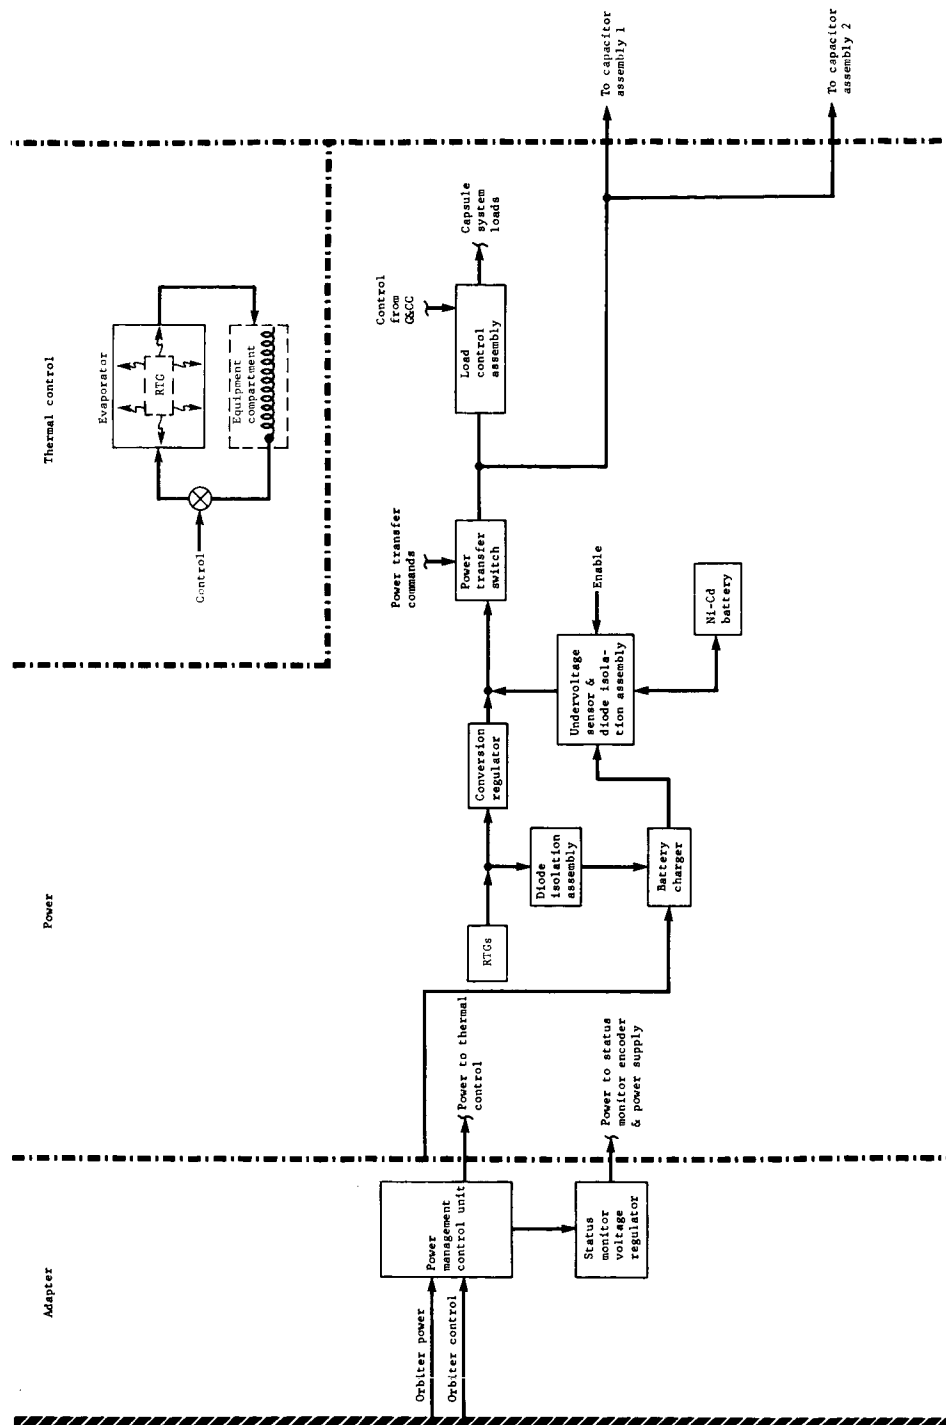 Adapter
Power
Thermal control
Orbiter power
Orbiter control
Power
management
control unit
Status
monitor
voltage
regulator
Power to thermal
control
Power to status
monitor encoder
& power supply
RTGs
Diode
isolation
assembly
Battery
charger
Conversion
regulator
Undervoltage
sensor &
diode isola-
tion assembly
Enable
Ni-Cd
battery
Power transfer
commands
Power
transfer
switch
Control
from
G&CC
Load
control
assembly
Capsule
system
loads
To capacitor
assembly 1
To capacitor
assembly 2
Control
Evaporator
RTG
Equipment
compartment